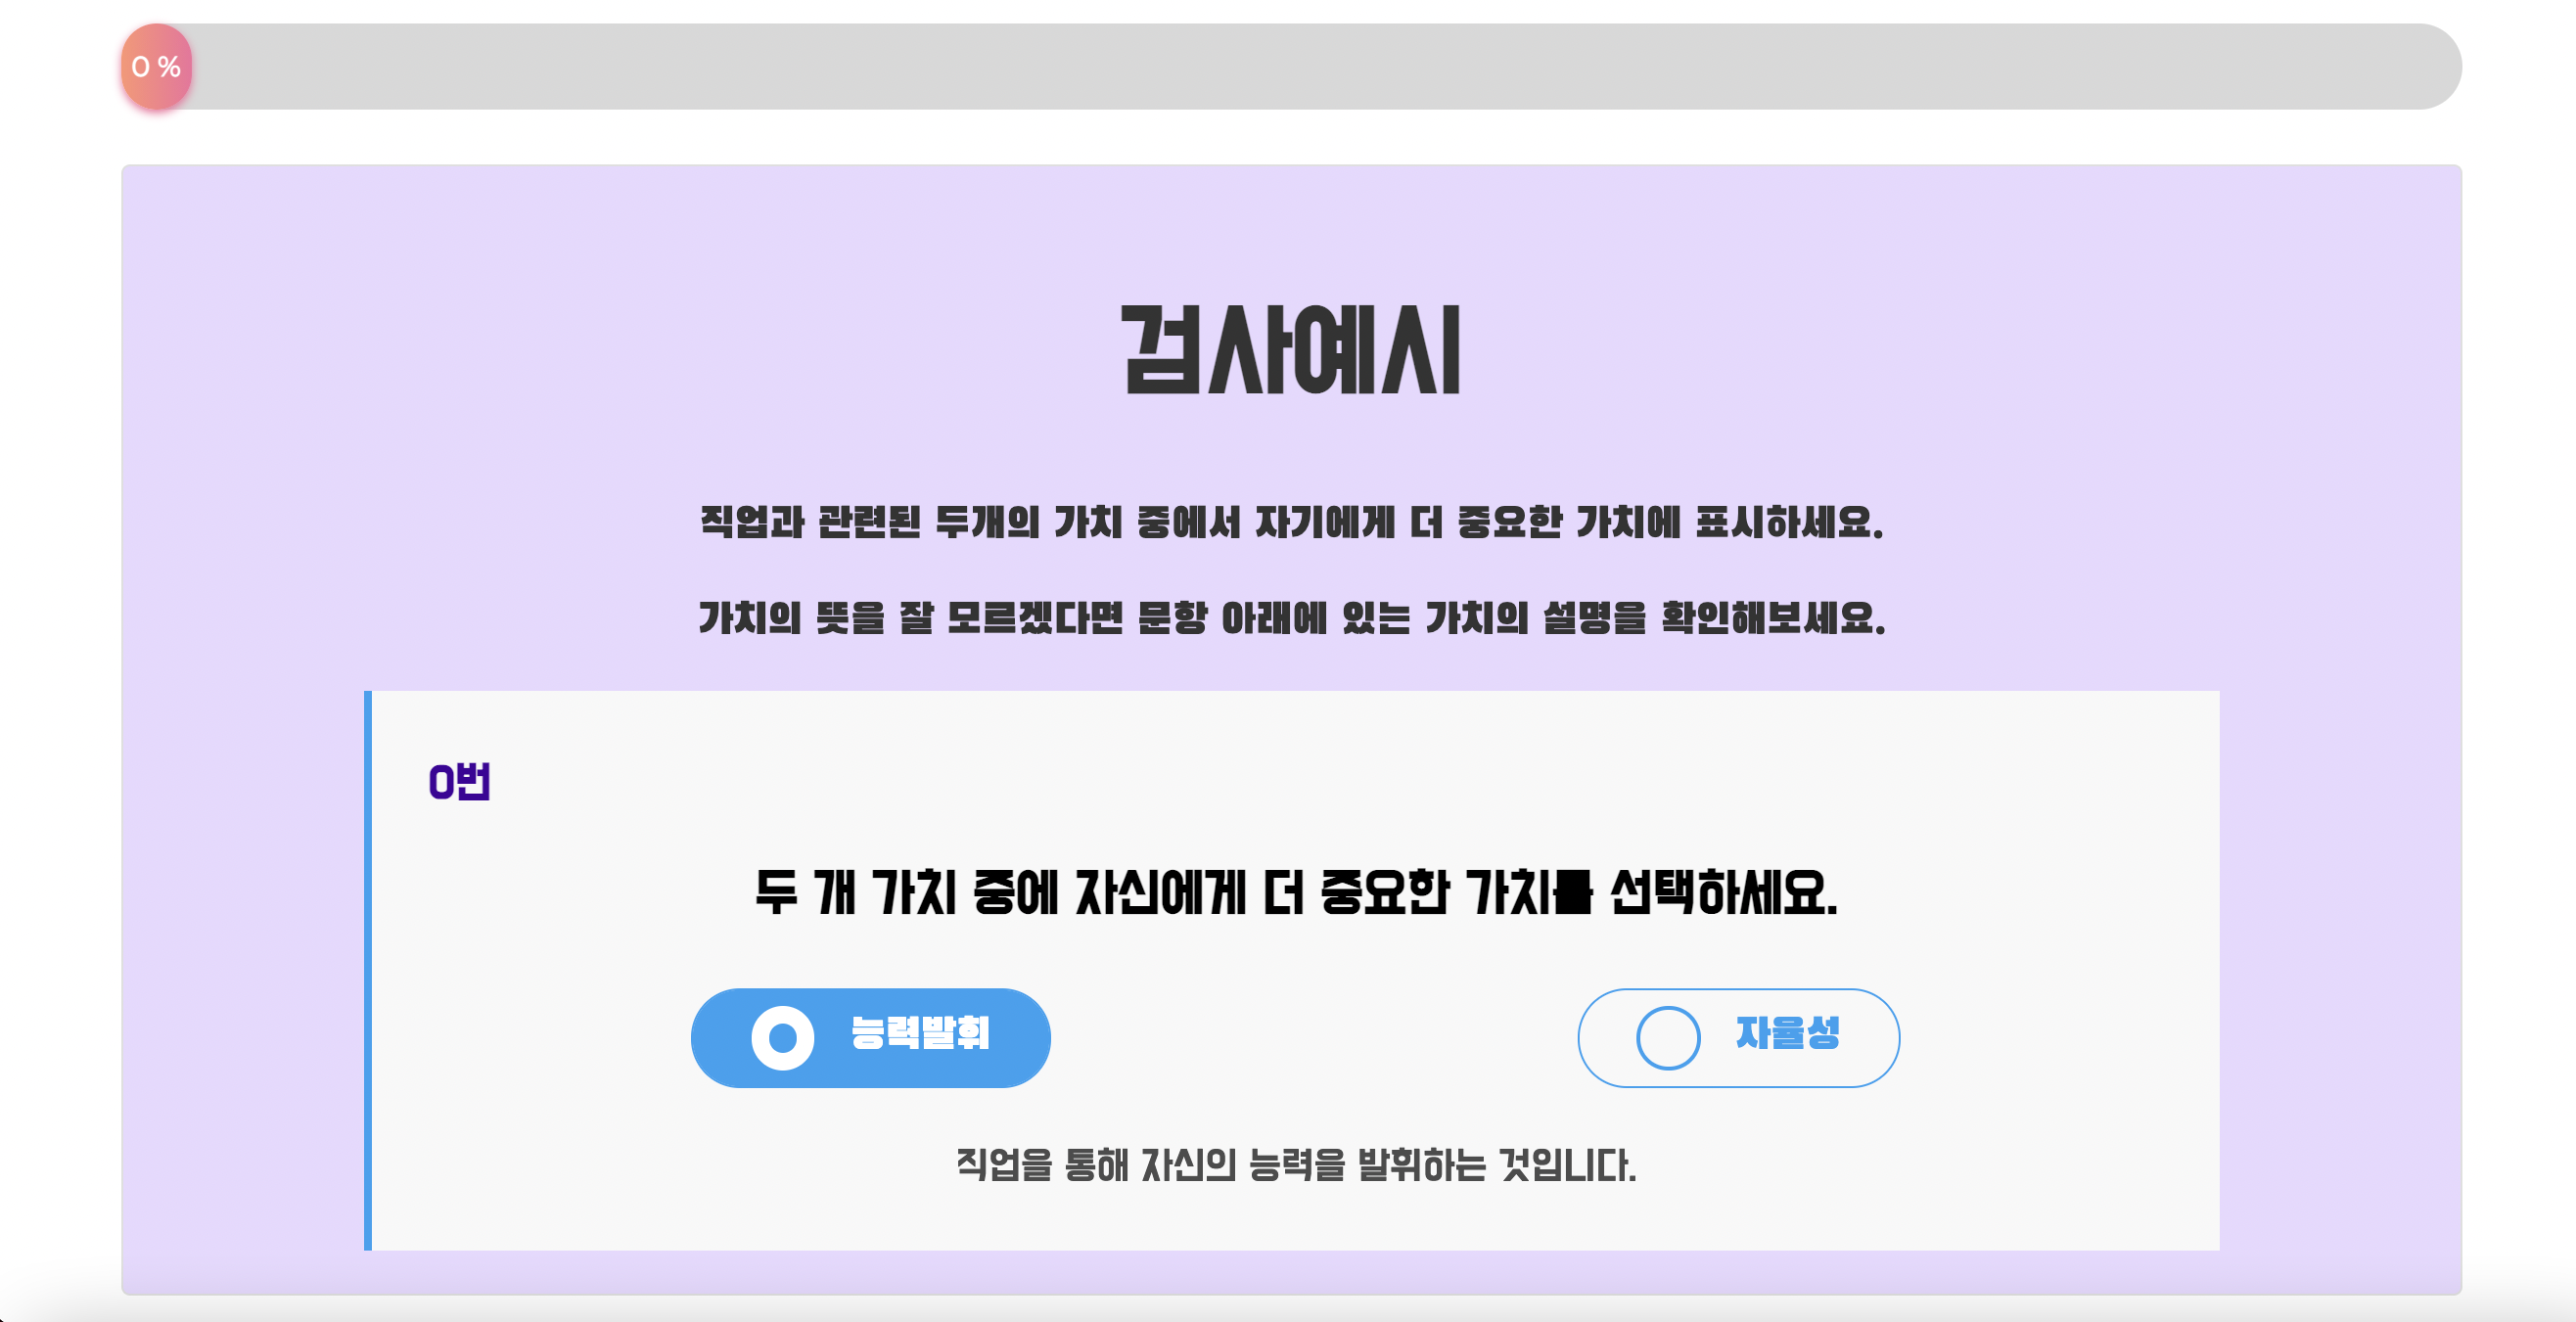 0 %
검사예시
직업과 관련된 두개의 가치 중에서 자기에게 더 중요한 가치에 표시하세요.
가치의 뜻을 잘 모르겠다면 문항 아래에 있는 가치의 설명을 확인해보세요.
0번
두 개 가치 중에 자신에게 더 중요한 가치를 선택하세요.
능력발휘 자율성
직업을 통해 자신의 능력을 발휘하는 것입니다.